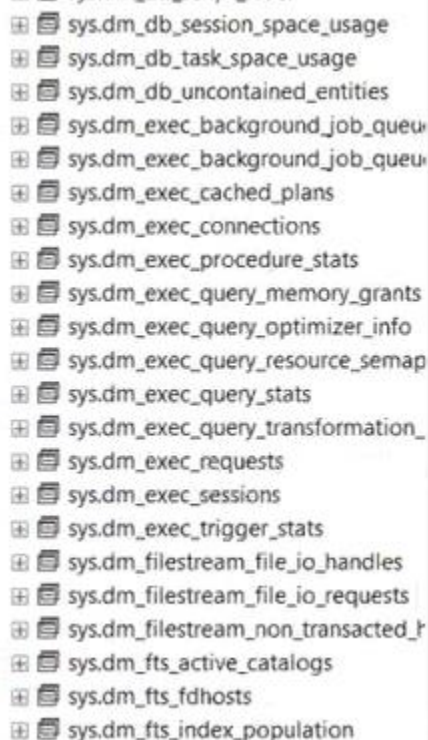 sys.dm_db_session_space_usage
sys.dm_db_task_space_usage
sys.dm_db_uncontained_entities
sys.dm_exec_background_job_queu
sys.dm_exec_background_job_queu
sys.dm_exec_cached_plans
sys.dm_exec_connections
sys.dm_exec_procedure_stats
sys.dm_exec_query_memory_grants
sys.dm_exec_query_optimizer_info
sys.dm_exec_query_resource_semap
sys.dm_exec_query_stats
sys.dm_exec_query_transformation_
sys.dm_exec_requests
sys.dm_exec_sessions
sys.dm_exec_trigger_stats
sys.dm_filestream_file_io_handles
sys.dm_filestream_file_io_requests
sys.dm_filestream_non_transacted_h
sys.dm_fts_active_catalogs
sys.dm_fts_fdhosts
sys.dm_fts_index_population